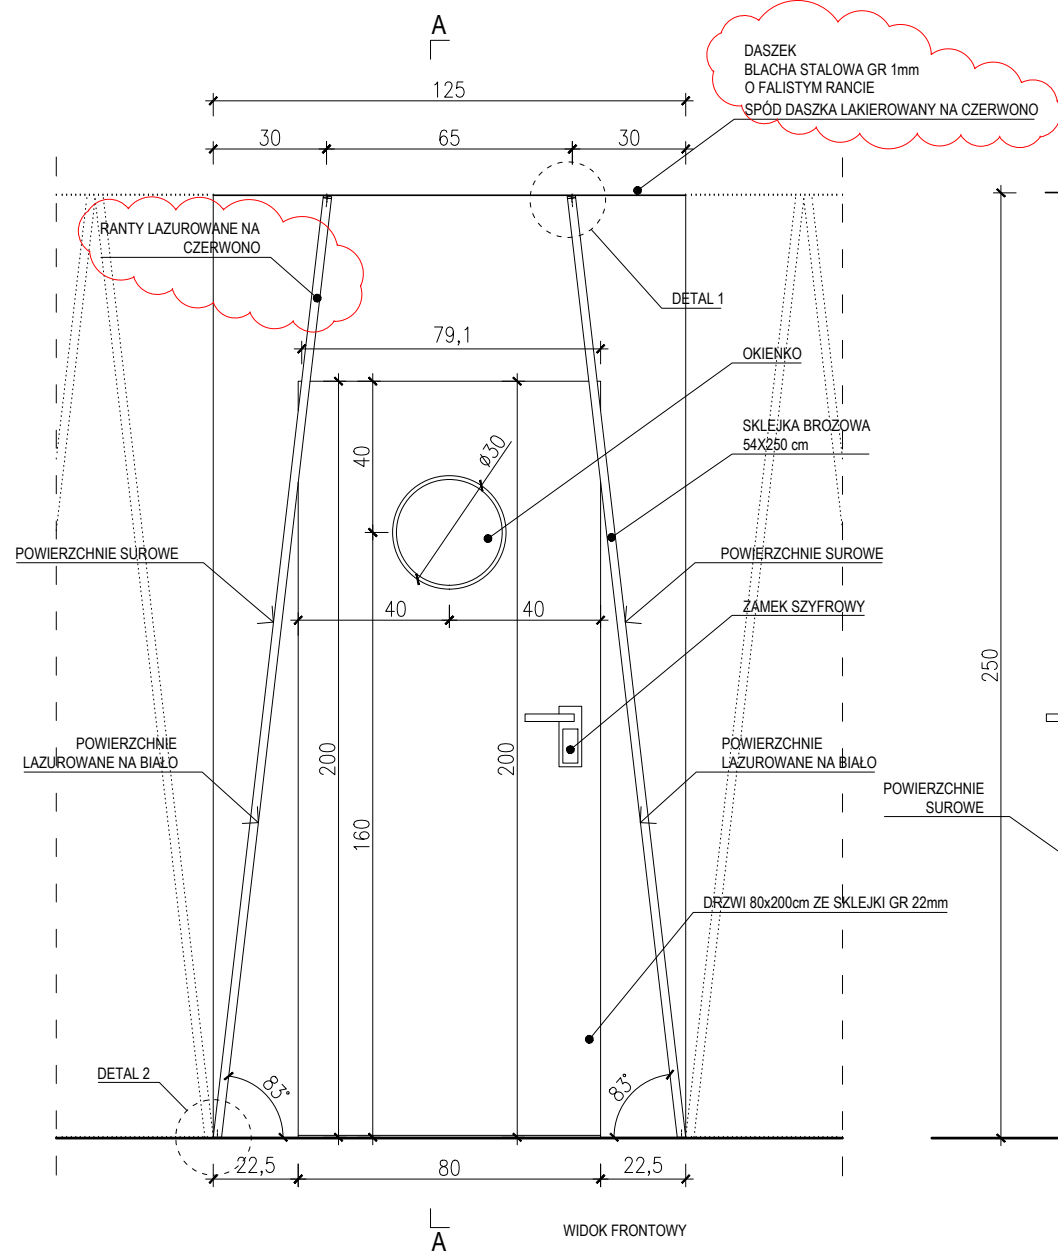 A
DASZEK
BLACHA STALOWA GR 1mm
O FALISTYM RANCIE
SPÓD DASZKA LAKIEROWANY NA CZERWONO
125
30 65 30
RANTY LAZUROWANE NA
CZERWONO
DETAL 1
79,1
OKIENKO
SKLEJKA BROZOWA
54X250 cm
40
ø30
POWIERZCHNIE SUROWE
POWIERZCHNIE SUROWE
40 40
ZAMEK SZYFROWY
250
POWIERZCHNIE
LAZUROWANE NA BIAŁO
200
200
POWIERZCHNIE
LAZUROWANE NA BIAŁO
POWIERZCHNIE
SUROWE
160
DRZWI 80x200cm ZE SKLEJKI GR 22mm
DETAL 2
83°
83°
22,5 80 22,5
A
WIDOK FRONTOWY